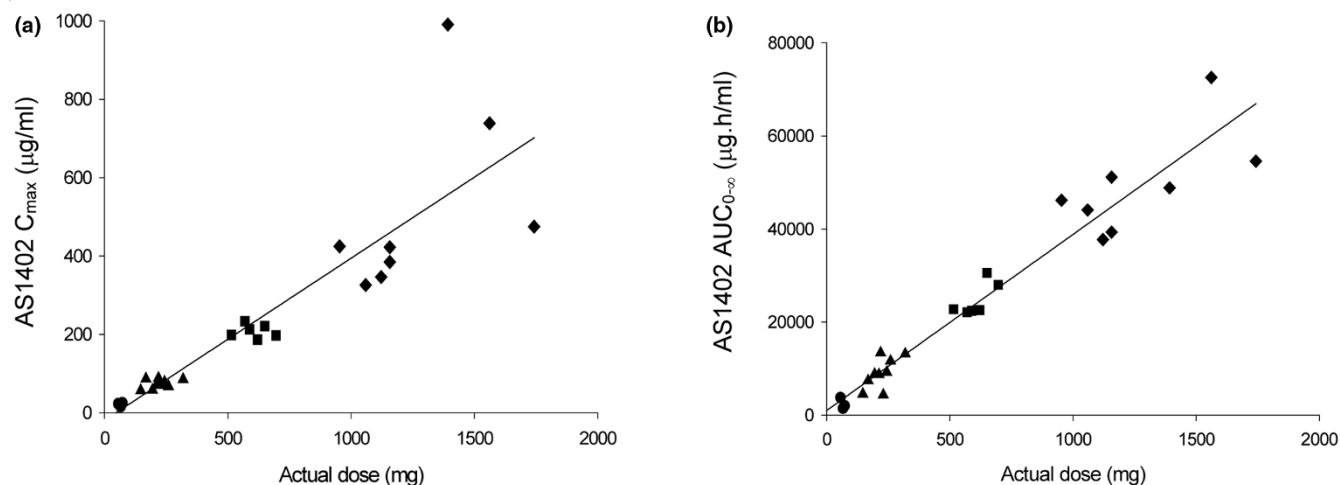 (a)
AS1402 Cmax (µg/ml)
1000
800
600
400
200
0
0 500 1000 1500 2000
Actual dose (mg)
(b)
AS1402 AUC0-∞ (µg.h/ml)
80000
60000
40000
20000
0
0 500 1000 1500 2000
Actual dose (mg)